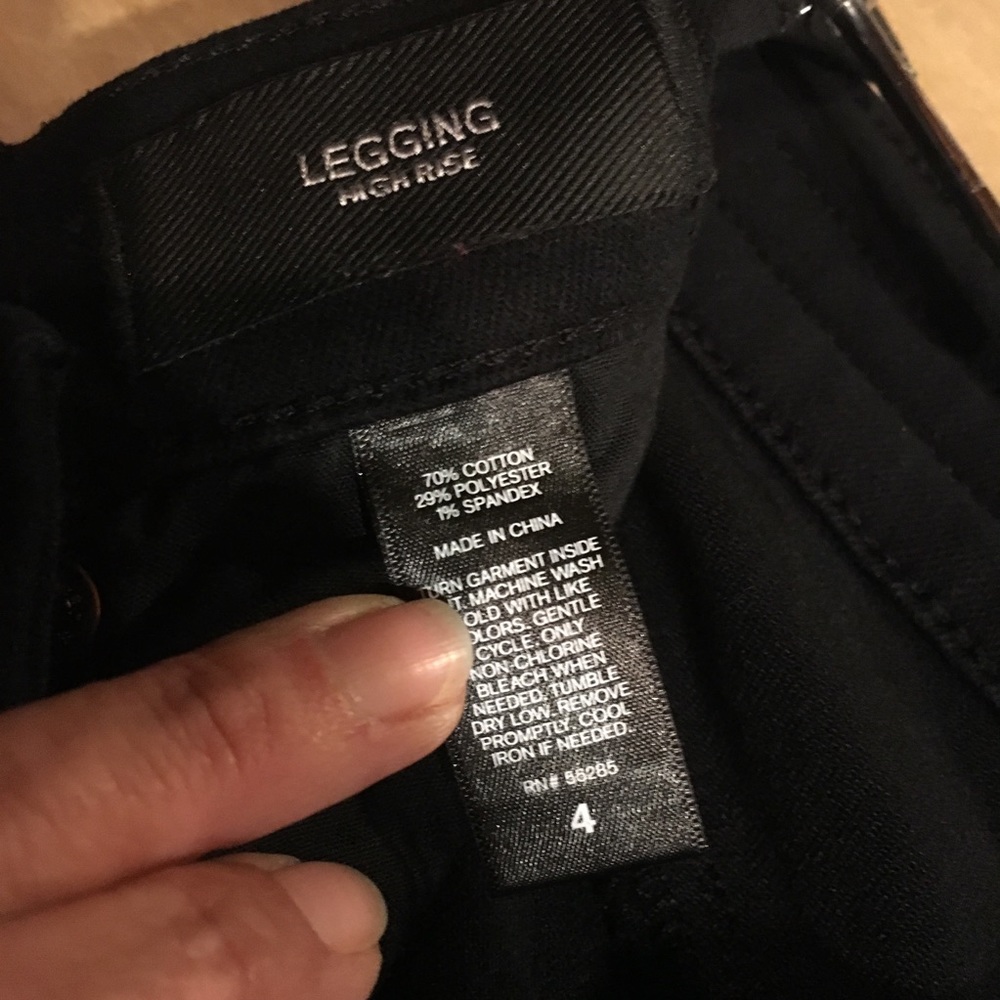 LEGGING
HIGH RISE
70% COTTON
29% POLYESTER
1% SPANDEX
MADE IN CHINA
TURN GARMENT INSIDE
T. MACHINE WASH
OLD WITH LIKE
OLORS. GENTLE
CYCLE. ONLY
NON-CHLORINE
BLEACH WHEN
NEEDED. TUMBLE
DRY LOW. REMOVE
PROMPTLY. COOL
IRON IF NEEDED.
RN# 56285
4